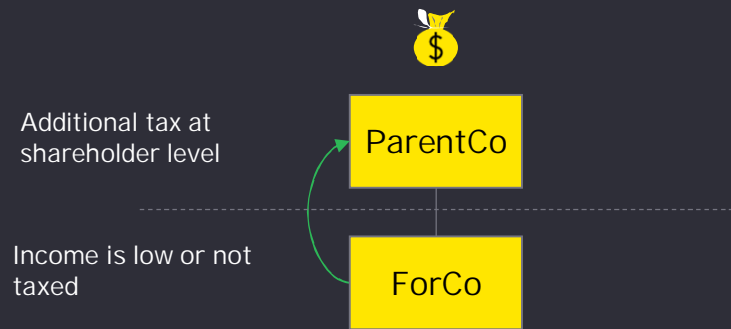 $
Additional tax at
shareholder level
ParentCo
Income is low or not
taxed
ForCo